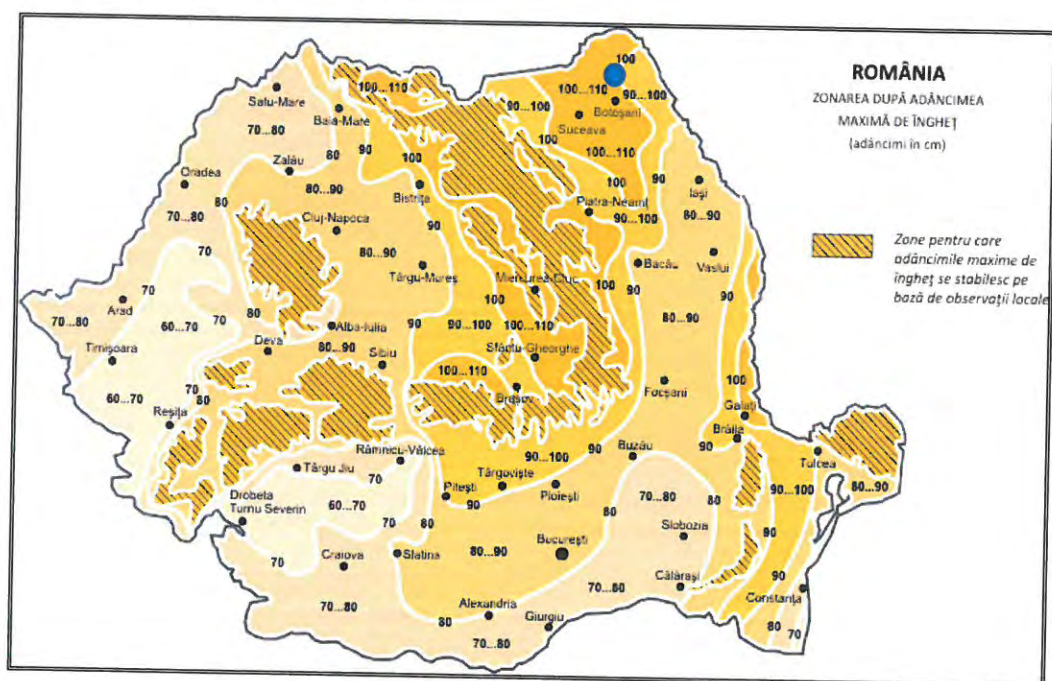 ROMÂNIA
ZONAREA DUPĂ ADÂNCIMEA
MAXIMĂ DE ÎNGHEȚ
(adâncimi în cm)
Zone pentru care
adâncimile maxime de
îngheț se stabilesc pe
bază de observații locale
100
100...110
90...100
Botoșani
Suceava
100...110
90...100
100
100
100...110
Satu-Mare
Baia-Mare
70...80
80
90
100
Zalău
80...90
Oradea
80
Bistrița
70...80
Cluj-Napoca
70
80...90
90
Târgu-Mureș
Piatra-Neamț
90...100
90
Iași
80...90
Bacău
Vaslui
90
90
80...90
Miercurea-Ciuc
100
100
90...100
100...110
Sfântu-Gheorghe
100...110
Brașov
90
70
Arad
70...80
60...70
70
80
Timișoara
Alba-Iulia
Deva
80...90
Sibiu
60...70
70
80
Reșița
Focșani
100
Galați
Brăila
90
Buzău
90
90...100
Râmnicu-Vâlcea
Târgu Jiu
70
Târgoviște
Pitești
Ploiești
90
Tulcea
90...100
80...90
Drobeta
Turnu Severin
60...70
70...80
80
80
Slobozia
90
70
Craiova
70
80
Slatina
80...90
București
70...80
Călărași
90
Constanța
80
70
70...80
Alexandria
80
Giurgiu
70...80